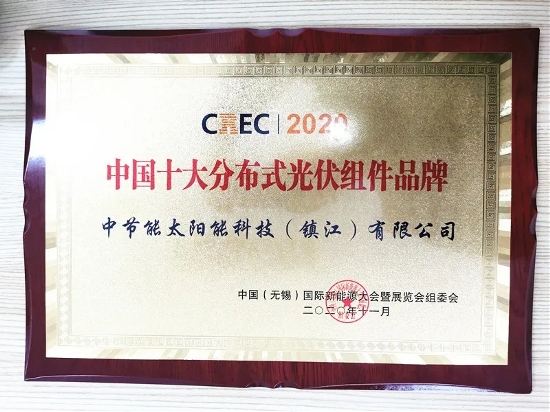 CREC | 2020
中国十大分布式光伏组件品牌
中节能太阳能科技（镇江）有限公司
中国（无锡）国际新能源大会暨展览会组委会
二〇二〇年十一月